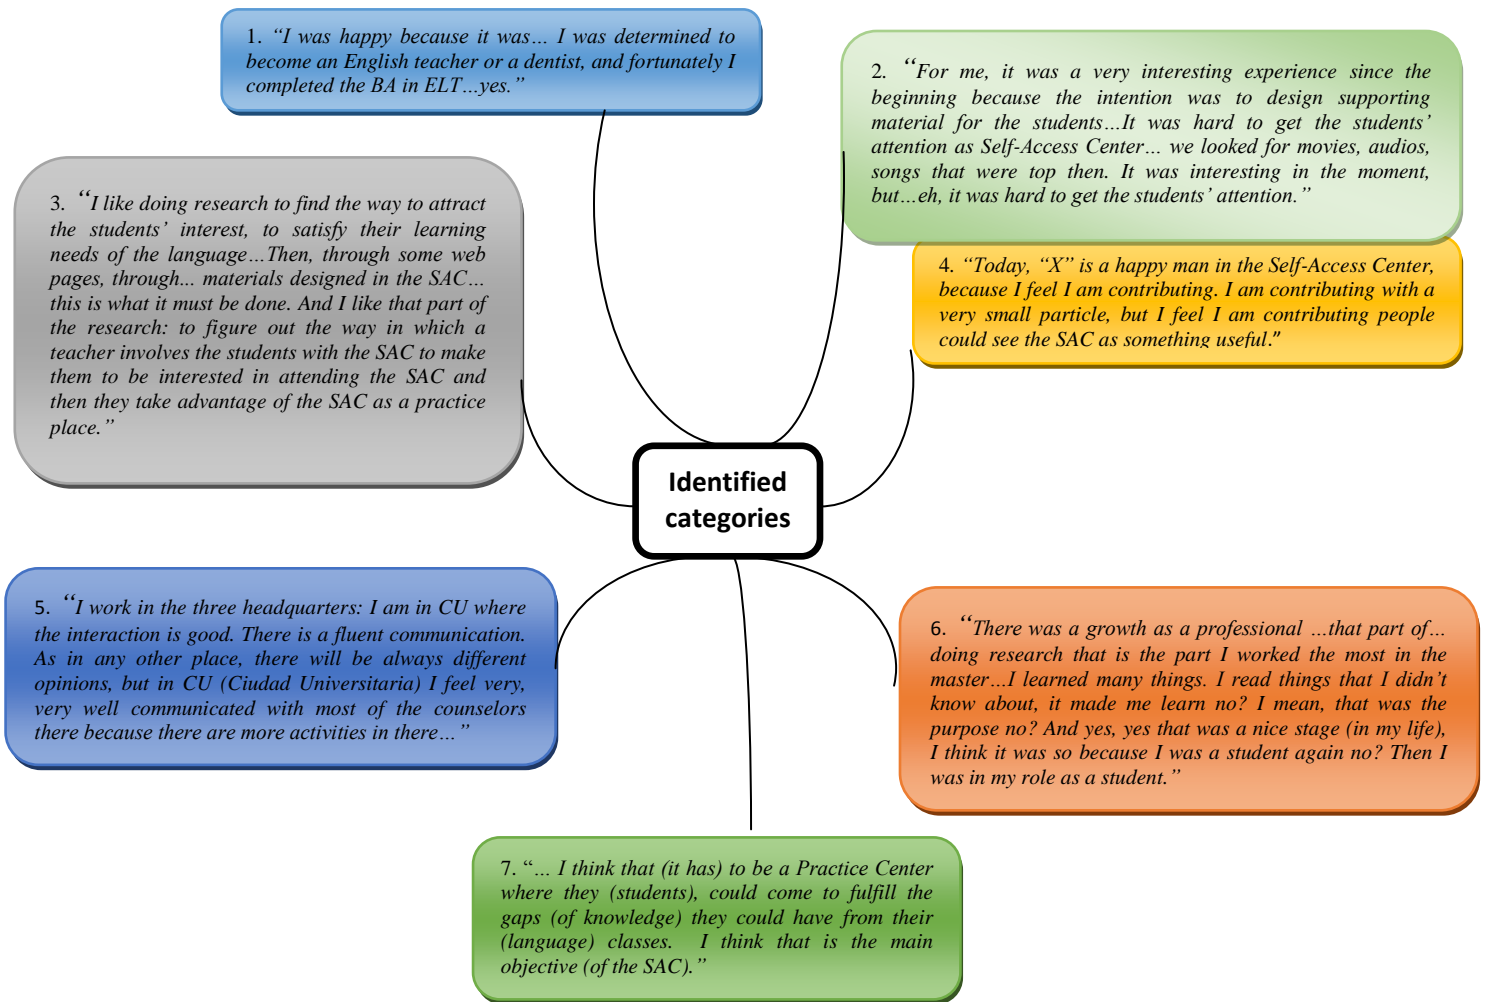 1. “I was happy because it was… I was determined to
become an English teacher or a dentist, and fortunately I
completed the BA in ELT…yes.”
2. “For me, it was a very interesting experience since the
beginning because the intention was to design supporting
material for the students…It was hard to get the students’
attention as Self-Access Center… we looked for movies, audios,
songs that were top then. It was interesting in the moment,
but…eh, it was hard to get the students’ attention.”
3. “I like doing research to find the way to attract
the students’ interest, to satisfy their learning
needs of the language…Then, through some web
pages, through... materials designed in the SAC…
this is what it must be done. And I like that part of
the research: to figure out the way in which a
teacher involves the students with the SAC to make
them to be interested in attending the SAC and
then they take advantage of the SAC as a practice
place.”
4. “Today, “X” is a happy man in the Self-Access Center,
because I feel I am contributing. I am contributing with a
very small particle, but I feel I am contributing people
could see the SAC as something useful.”
Identified
categories
5. “I work in the three headquarters: I am in CU where
the interaction is good. There is a fluent communication.
As in any other place, there will be always different
opinions, but in CU (Ciudad Universitaria) I feel very,
very well communicated with most of the counselors
there because there are more activities in there…”
6. “There was a growth as a professional …that part of…
doing research that is the part I worked the most in the
master…I learned many things. I read things that I didn’t
know about, it made me learn no? I mean, that was the
purpose no? And yes, yes that was a nice stage (in my life),
I think it was so because I was a student again no? Then I
was in my role as a student.”
7. “… I think that (it has) to be a Practice Center
where they (students), could come to fulfill the
gaps (of knowledge) they could have from their
(language) classes. I think that is the main
objective (of the SAC).”